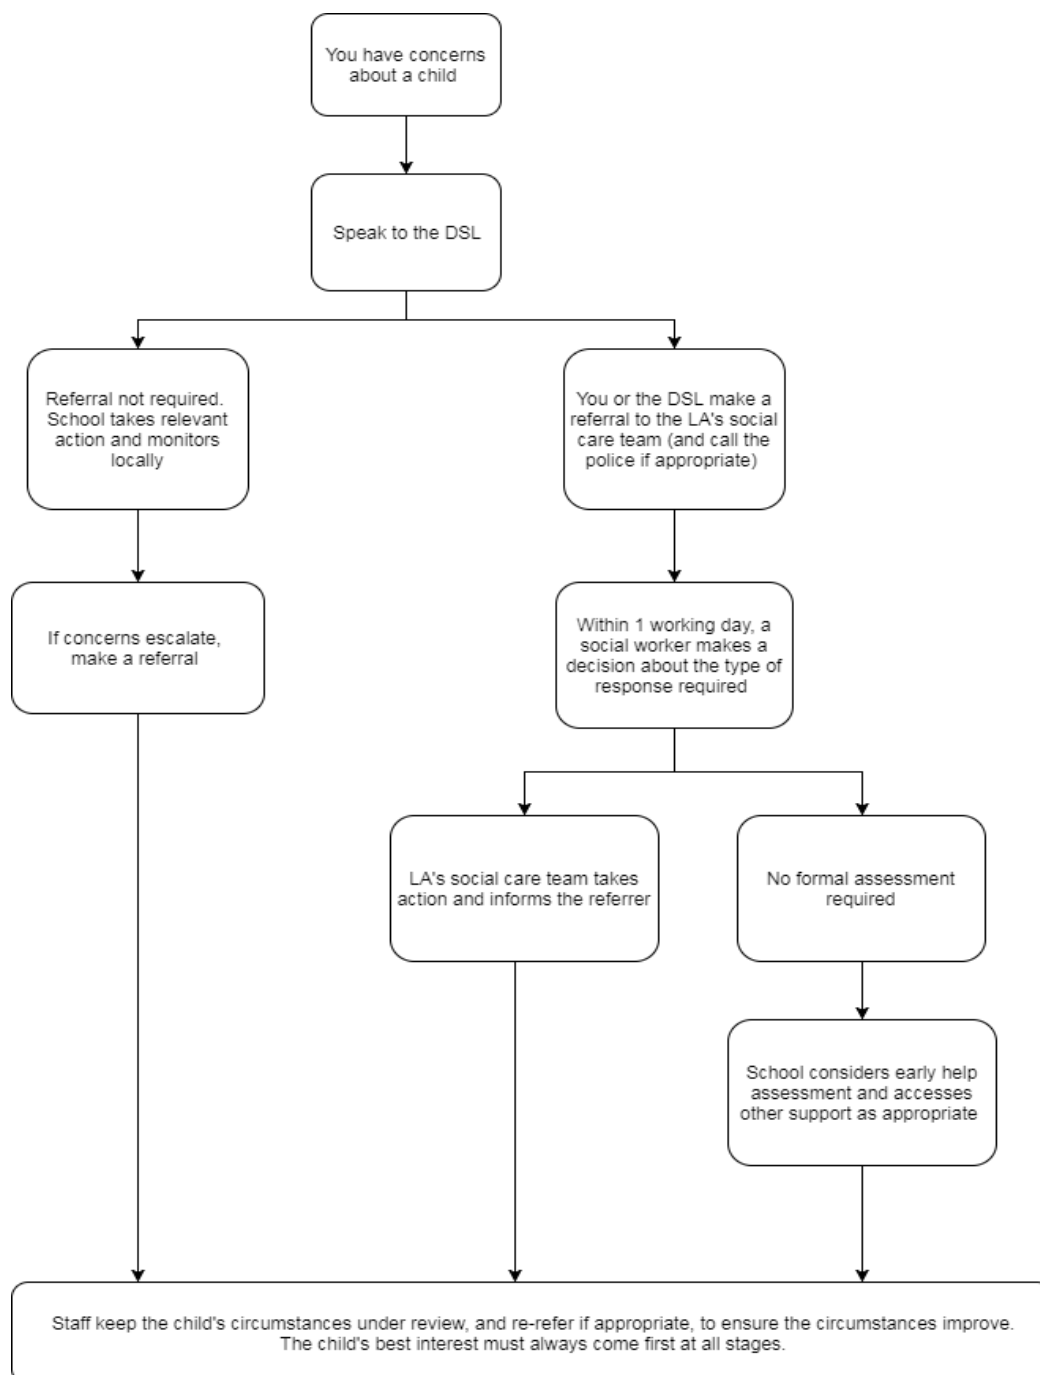 You have concerns
about a child
Speak to the DSL
Referral not required.
School takes relevant
action and monitors
locally
You or the DSL make a
referral to the LA's social
care team (and call the
police if appropriate)
If concerns escalate,
make a referral
Within 1 working day, a
social worker makes a
decision about the type of
response required
LA's social care team takes
action and informs the referrer
No formal assessment
required
School considers early help
assessment and accesses
other support as appropriate
Staff keep the child's circumstances under review, and re-refer if appropriate, to ensure the circumstances improve.
The child's best interest must always come first at all stages.